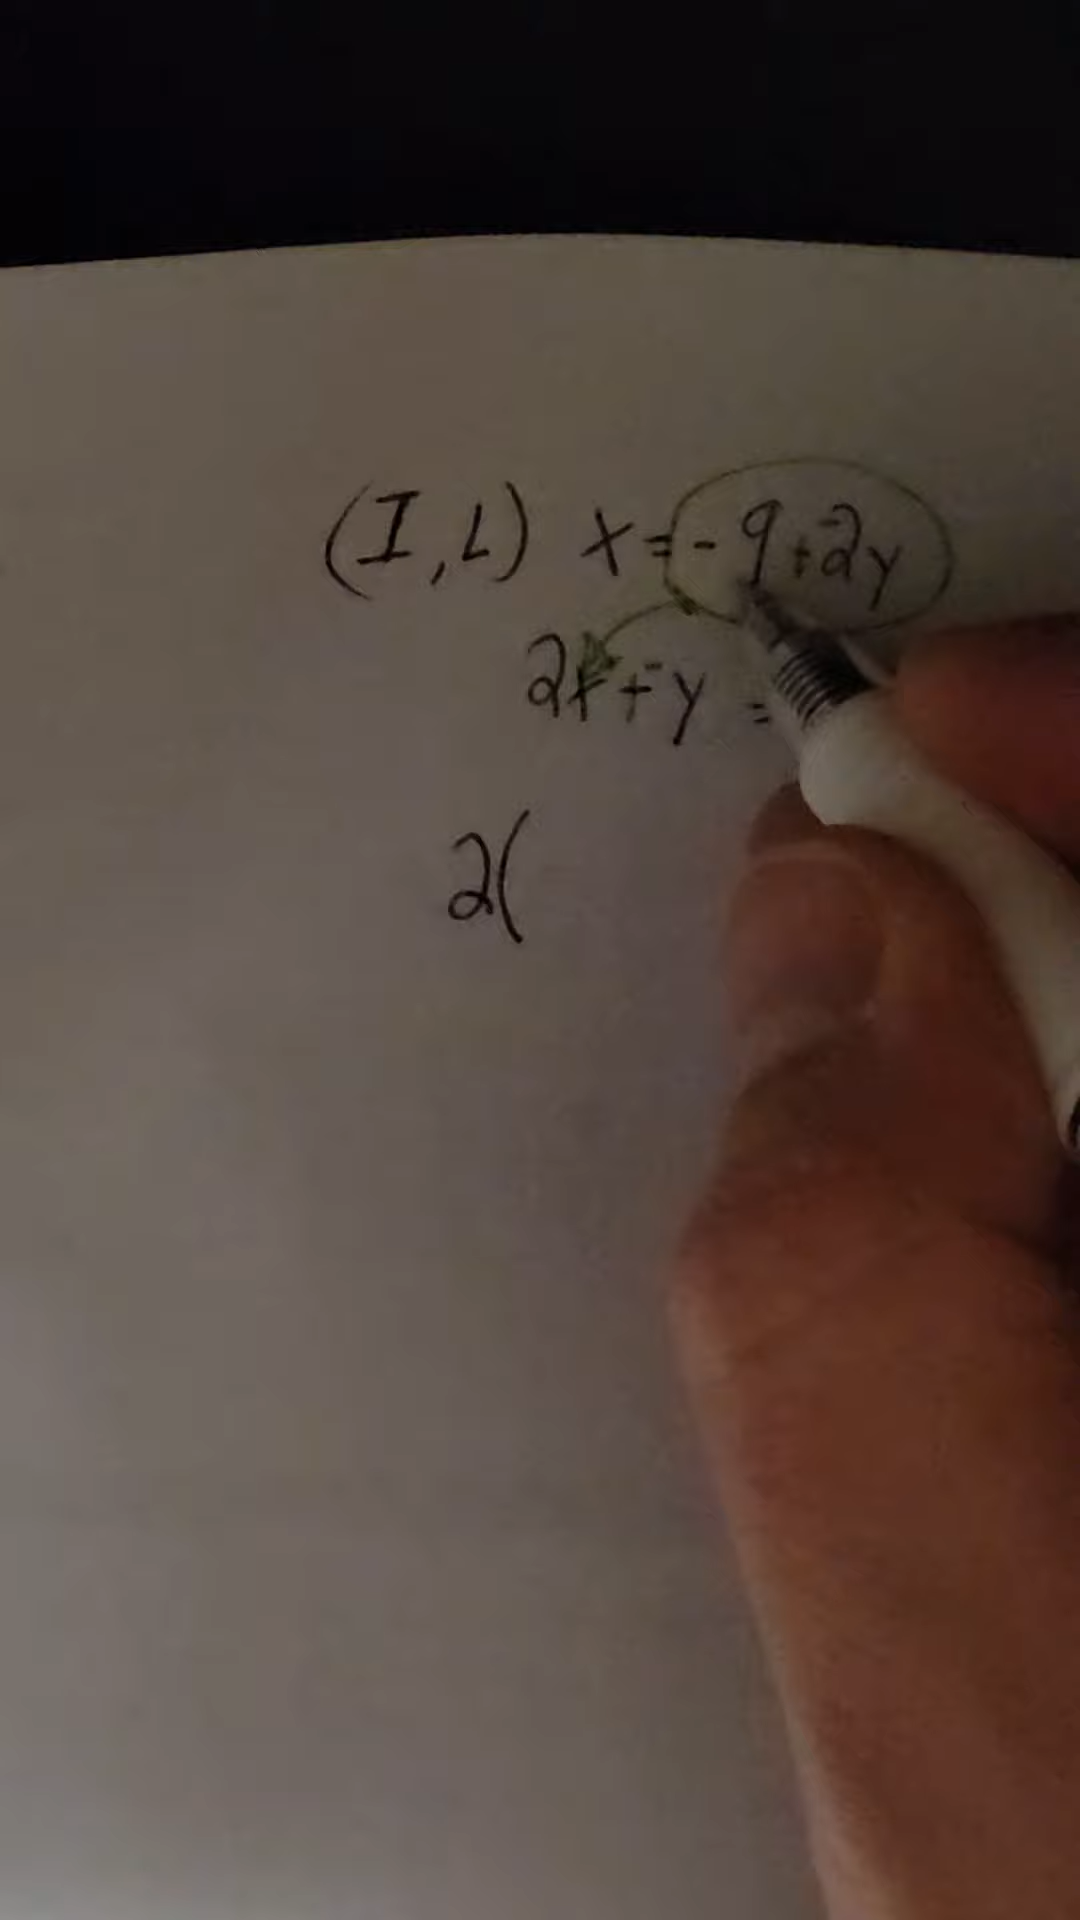 (I,L) x=-9+-2y
2x+-y =
2(